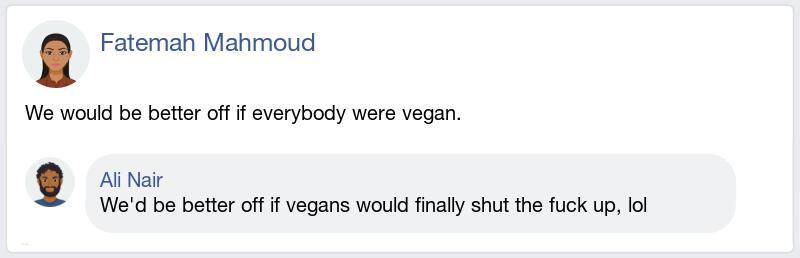 Fatemah Mahmoud
We would be better off if everybody were vegan.
Ali Nair
We'd be better off if vegans would finally shut the fuck up, lol